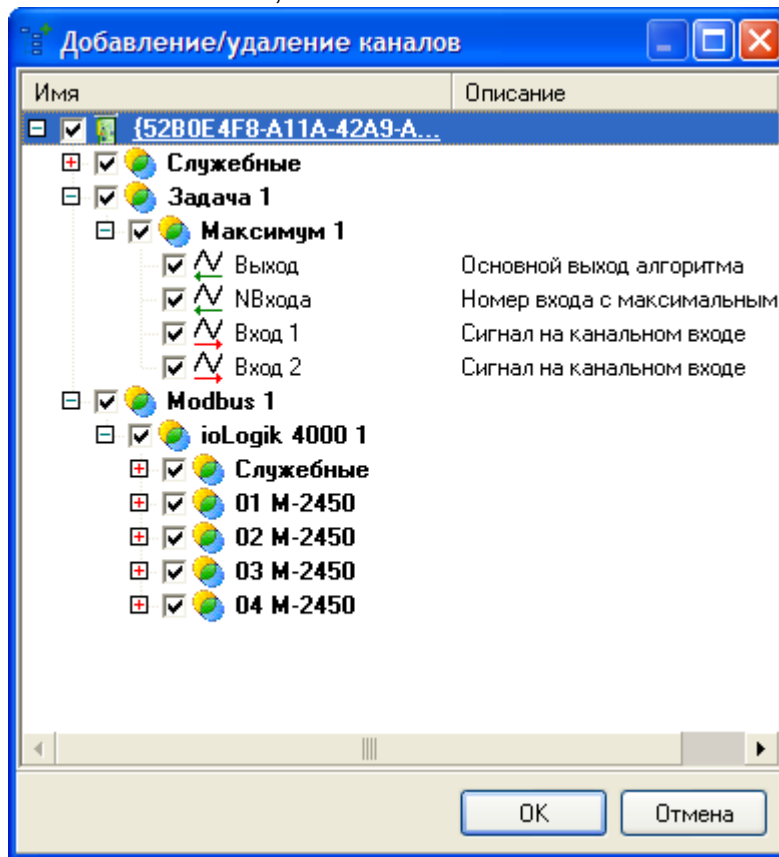 Добавление/удаление каналов
Имя Описание
{52B0E4F8-A11A-42A9-A...
Служебные
Задача 1
Максимум 1
Выход Основной выход алгоритма
NВхода Номер входа с максимальным
Вход 1 Сигнал на канальном входе
Вход 2 Сигнал на канальном входе
Modbus 1
ioLogik 4000 1
Служебные
01 M-2450
02 M-2450
03 M-2450
04 M-2450
OK Отмена